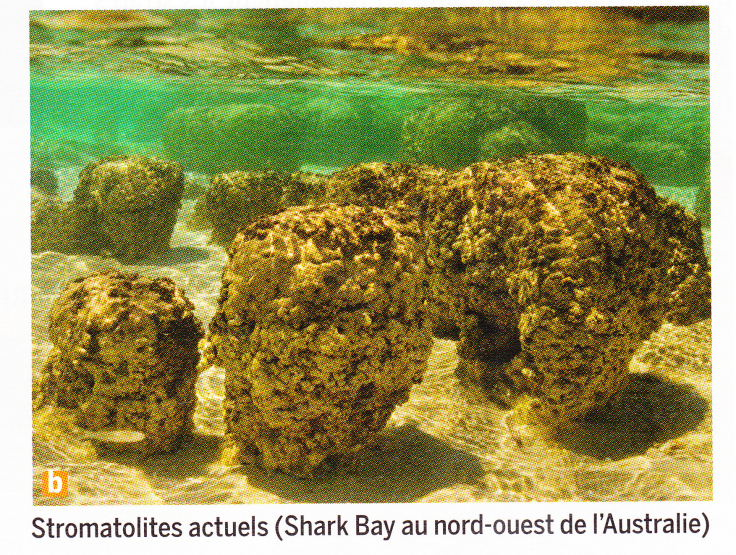 b
Stromatolites actuels (Shark Bay au nord-ouest de l’Australie)